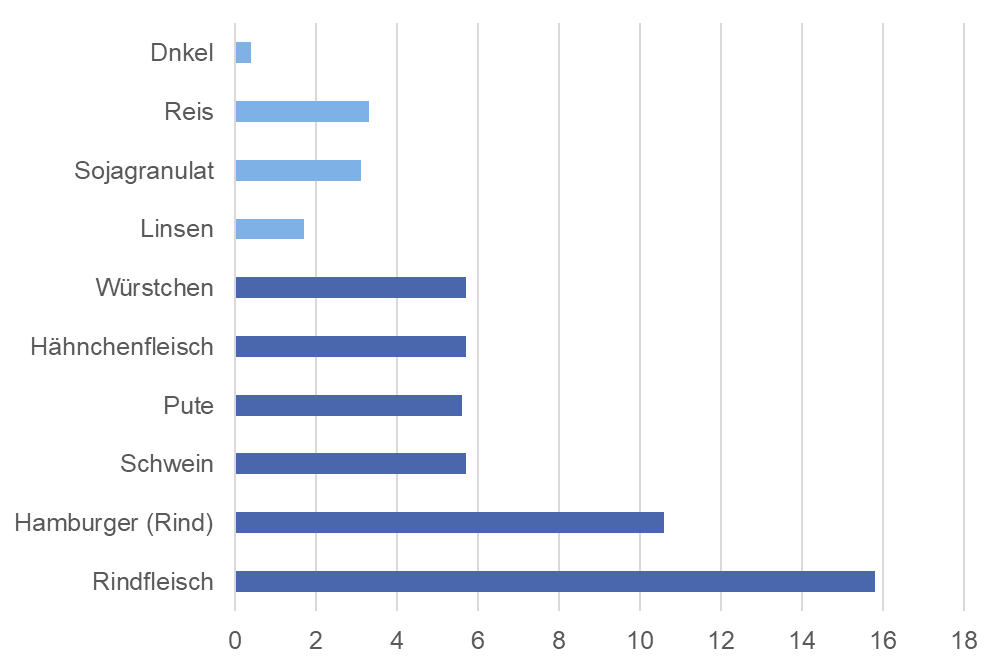 Dnkel
Reis
Sojagranulat
Linsen
Würstchen
Hähnchenfleisch
Pute
Schwein
Hamburger (Rind)
Rindfleisch
0 2 4 6 8 10 12 14 16 18